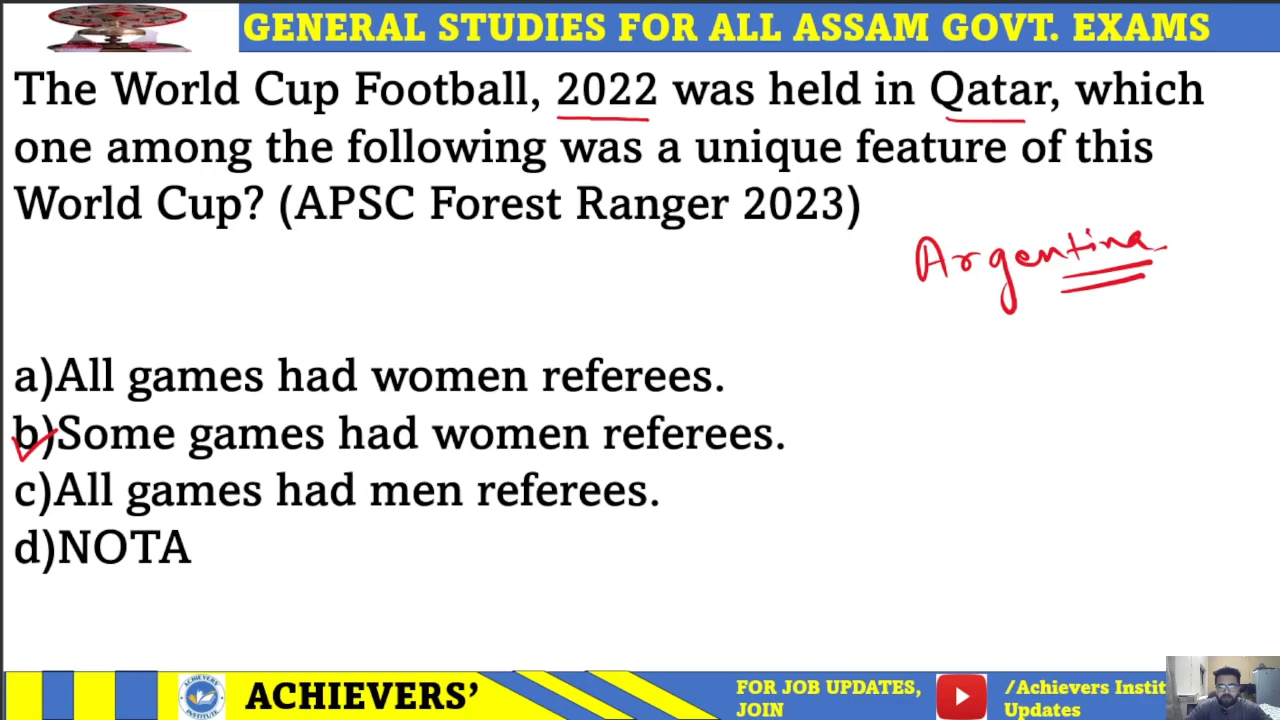 GENERAL STUDIES FOR ALL ASSAM GOVT. EXAMS
The World Cup Football, 2022 was held in Qatar, which
one among the following was a unique feature of this
World Cup? (APSC Forest Ranger 2023)
Argentina
a)All games had women referees.
b)Some games had women referees.
c)All games had men referees.
d)NOTA
ACHIEVERS'
INSTITUTE
ACHIEVERS’
FOR JOB UPDATES,
JOIN
/Achievers Instit
Updates